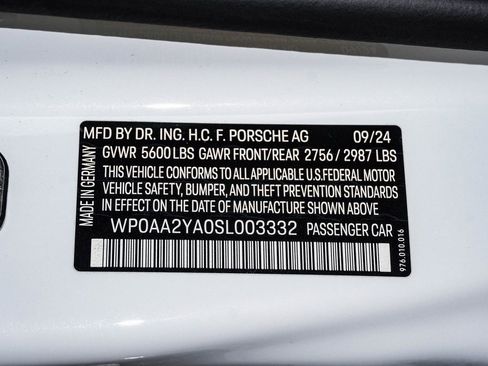 MFD BY DR. ING. H.C. F. PORSCHE AG 09/24
GVWR 5600 LBS GAWR FRONT/REAR 2756/2987 LBS
THIS VEHICLE CONFORMS TO ALL APPLICABLE U.S.FEDERAL MOTOR
VEHICLE SAFETY, BUMPER, AND THEFT PREVENTION STANDARDS
IN EFFECT ON THE DATE OF MANUFACTURE SHOWN ABOVE.
WP0AA2YA0SL003332 PASSENGER CAR
MADE IN GERMANY
976.010.016